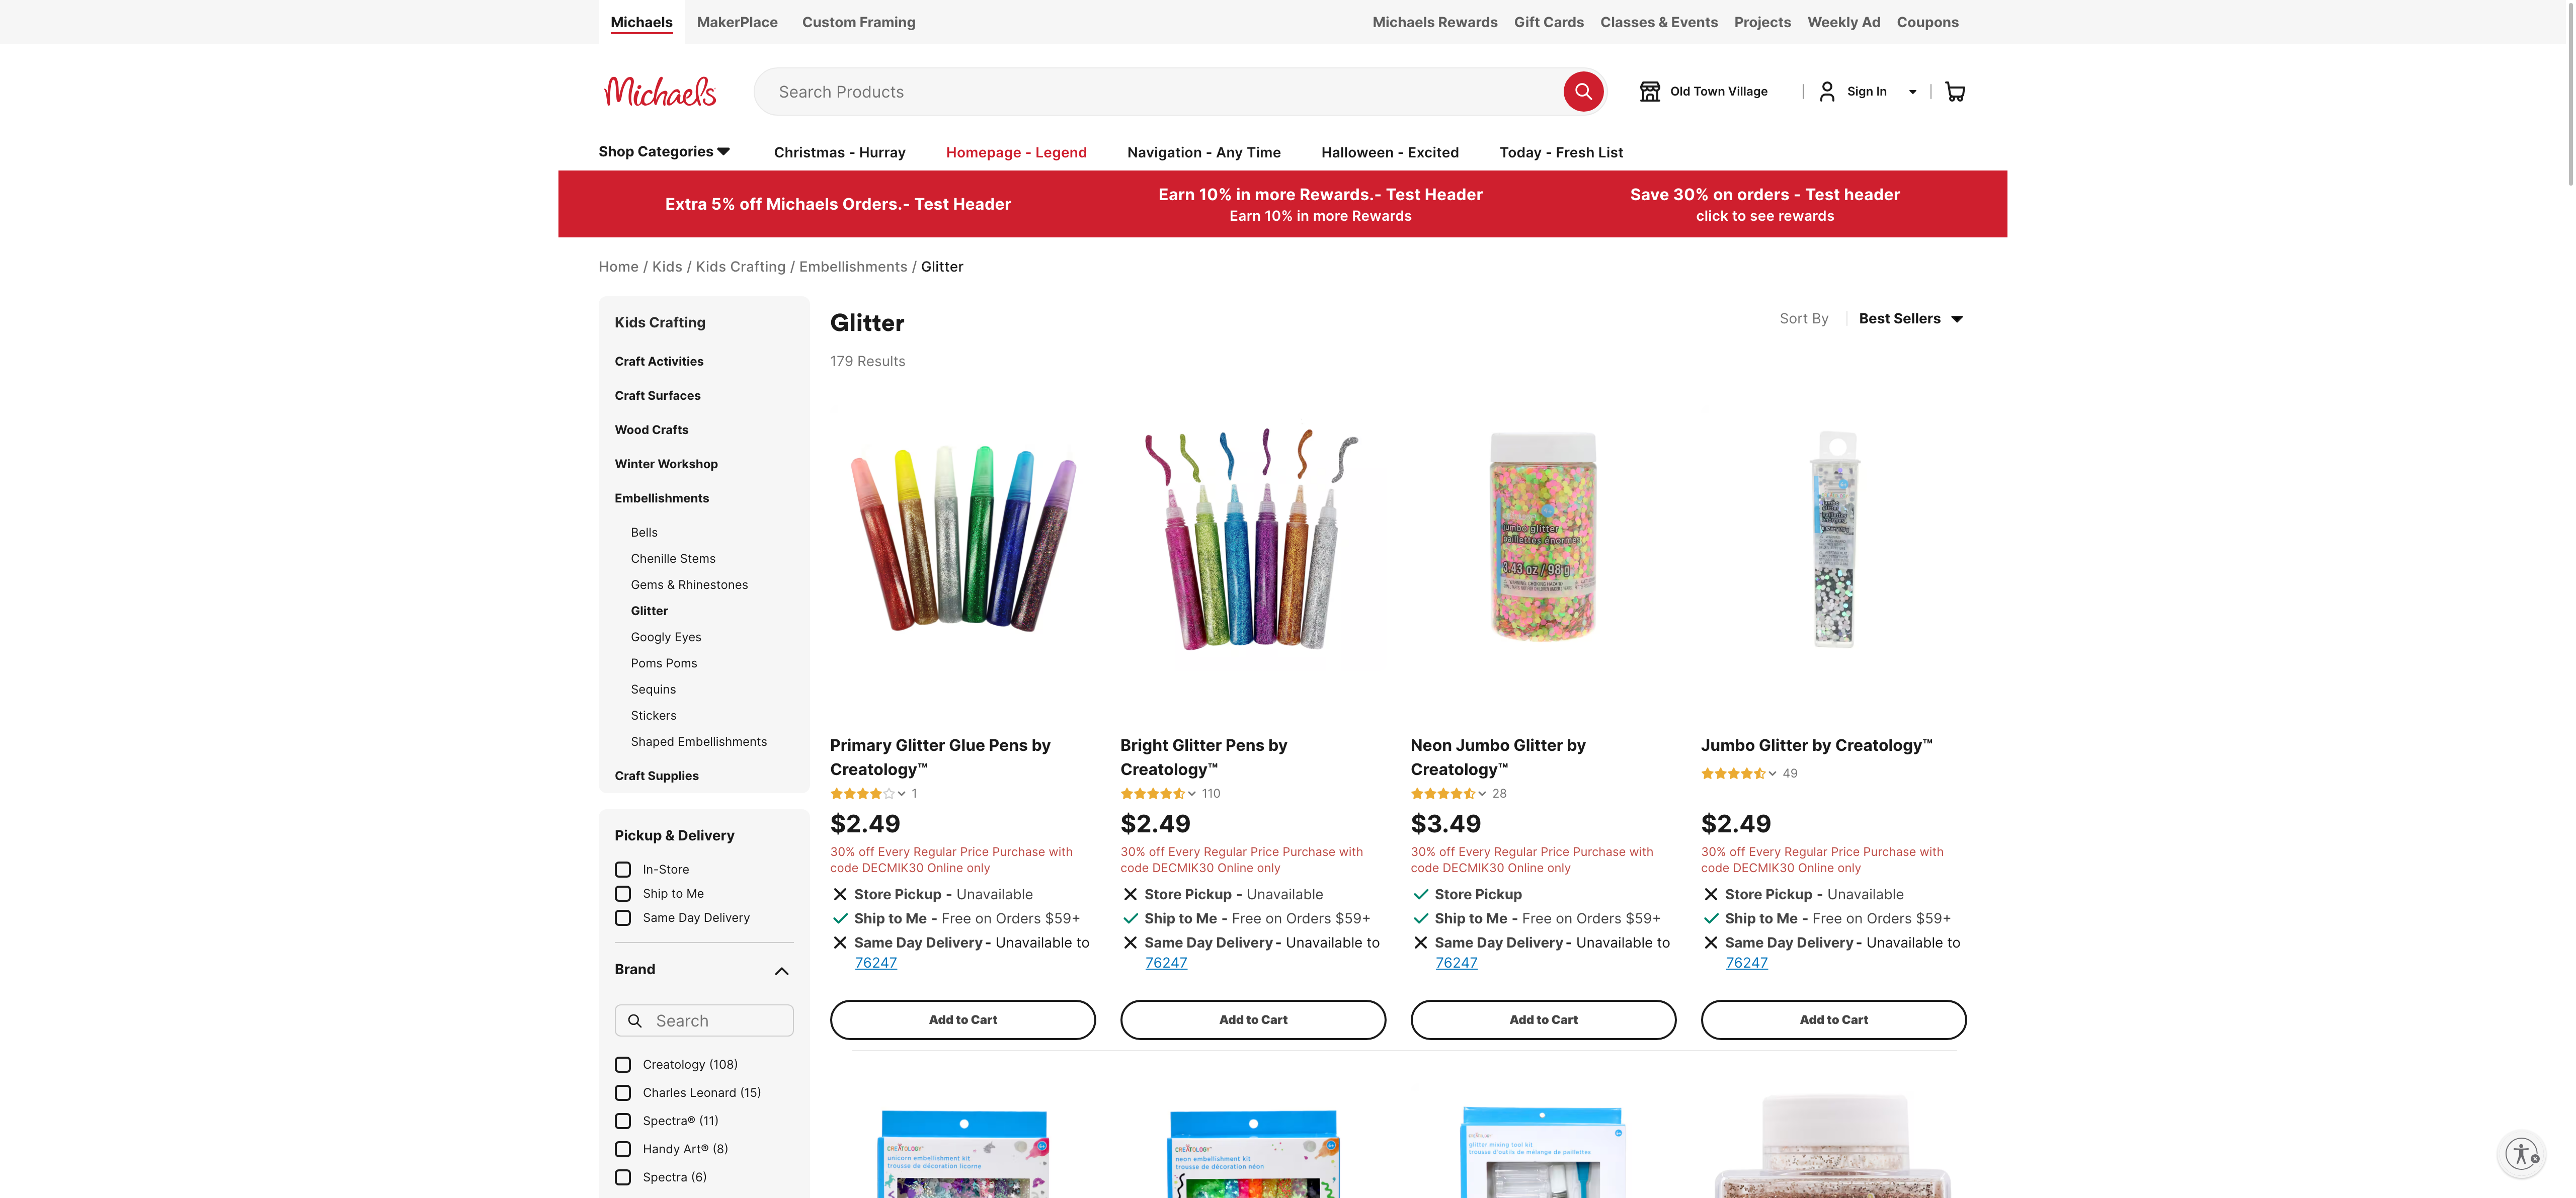 Michaels
MakerPlace
Custom Framing
Michaels Rewards
Gift Cards
Classes & Events
Projects
Weekly Ad
Coupons
Michaels
Search Products
Old Town Village
Sign In
Shop Categories
Christmas - Hurray
Homepage - Legend
Navigation - Any Time
Halloween - Excited
Today - Fresh List
Extra 5% off Michaels Orders.- Test Header
Earn 10% in more Rewards.- Test Header
Earn 10% in more Rewards
Save 30% on orders - Test header
click to see rewards
Home / Kids / Kids Crafting / Embellishments / Glitter
Kids Crafting
Craft Activities
Craft Surfaces
Wood Crafts
Winter Workshop
Embellishments
Bells
Chenille Stems
Gems & Rhinestones
Glitter
Googly Eyes
Poms Poms
Sequins
Stickers
Shaped Embellishments
Craft Supplies
Pickup & Delivery
In-Store
Ship to Me
Same Day Delivery
Brand
Search
Creatology (108)
Charles Leonard (15)
Spectra® (11)
Handy Art® (8)
Spectra (6)
Glitter
179 Results
Sort By
Best Sellers
jumbo glitter
paillettes énormes
3.43 oz / 98 g
Primary Glitter Glue Pens by
Creatology™
1
$2.49
30% off Every Regular Price Purchase with
code DECMIK30 Online only
Store Pickup - Unavailable
Ship to Me - Free on Orders $59+
Same Day Delivery - Unavailable to
76247
Add to Cart
Bright Glitter Pens by
Creatology™
110
$2.49
30% off Every Regular Price Purchase with
code DECMIK30 Online only
Store Pickup - Unavailable
Ship to Me - Free on Orders $59+
Same Day Delivery - Unavailable to
76247
Add to Cart
Neon Jumbo Glitter by
Creatology™
28
$3.49
30% off Every Regular Price Purchase with
code DECMIK30 Online only
Store Pickup
Ship to Me - Free on Orders $59+
Same Day Delivery - Unavailable to
76247
Add to Cart
Jumbo Glitter by Creatology™
49
$2.49
30% off Every Regular Price Purchase with
code DECMIK30 Online only
Store Pickup - Unavailable
Ship to Me - Free on Orders $59+
Same Day Delivery - Unavailable to
76247
Add to Cart
CREATOLOGY
unicorn embellishment kit
trousse de décoration licorne
CREATOLOGY
neon embellishment kit
trousse de décoration néon
glitter mixing tool kit
trousse d'outils de mélange de paillettes